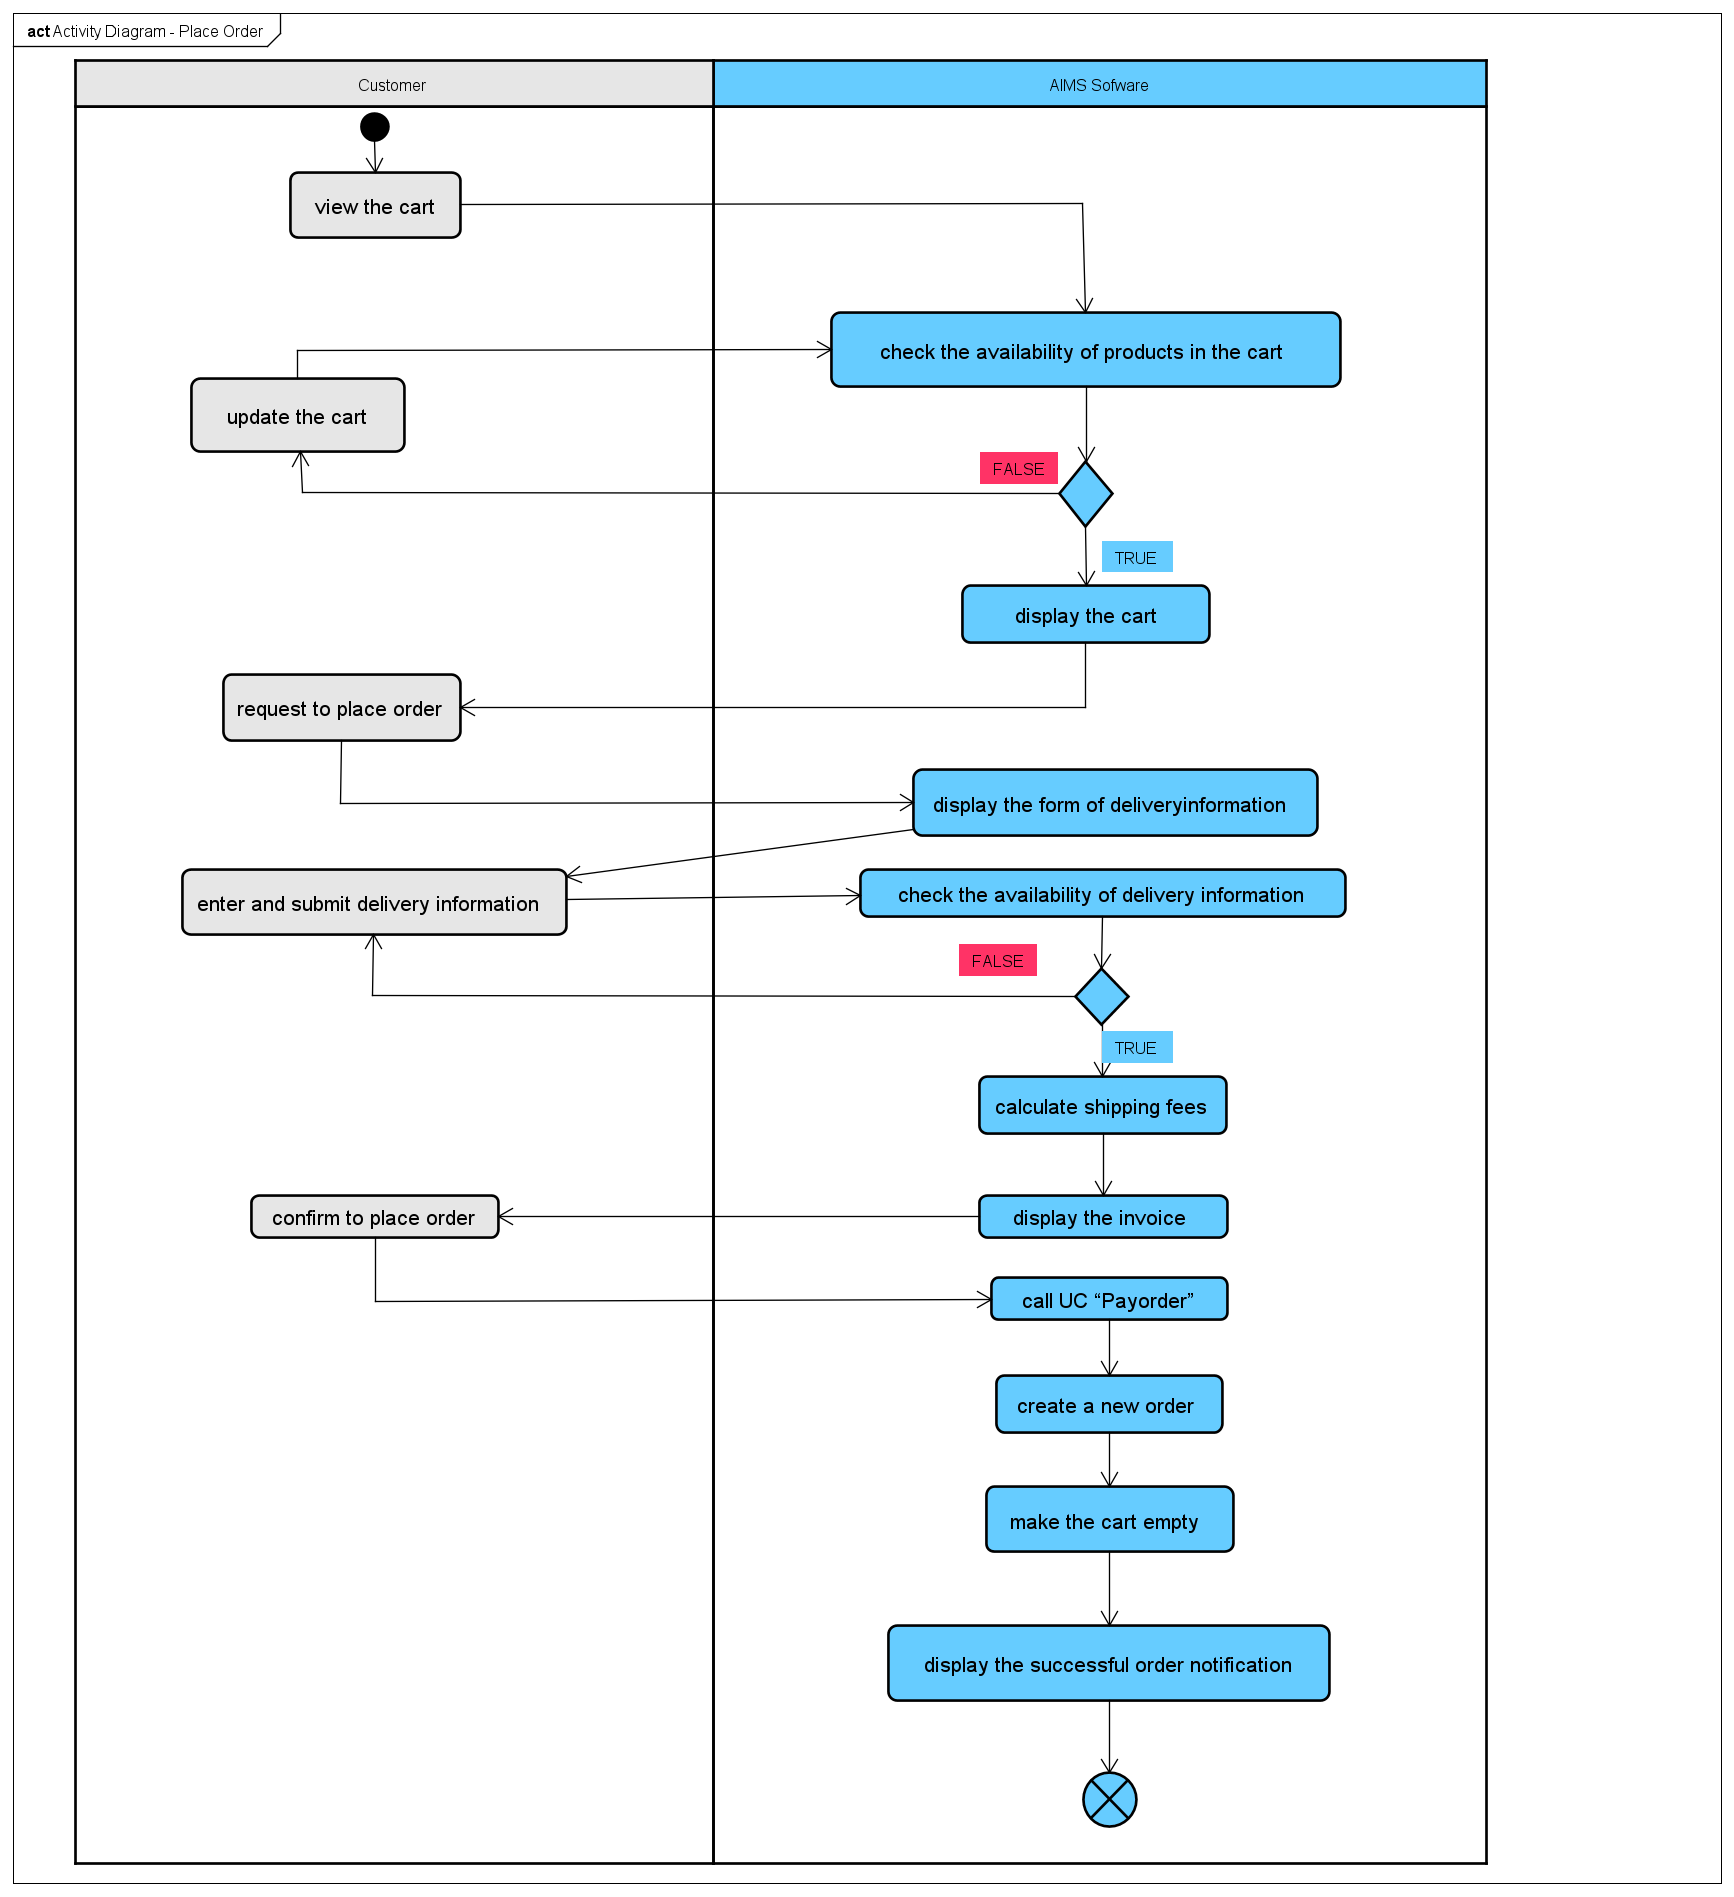 act Activity Diagram - Place Order
Customer
AIMS Sofware
view the cart
check the availability of products in the cart
update the cart
FALSE
TRUE
display the cart
request to place order
display the form of deliveryinformation
enter and submit delivery information
check the availability of delivery information
FALSE
TRUE
calculate shipping fees
confirm to place order
display the invoice
call UC “Payorder”
create a new order
make the cart empty
display the successful order notification